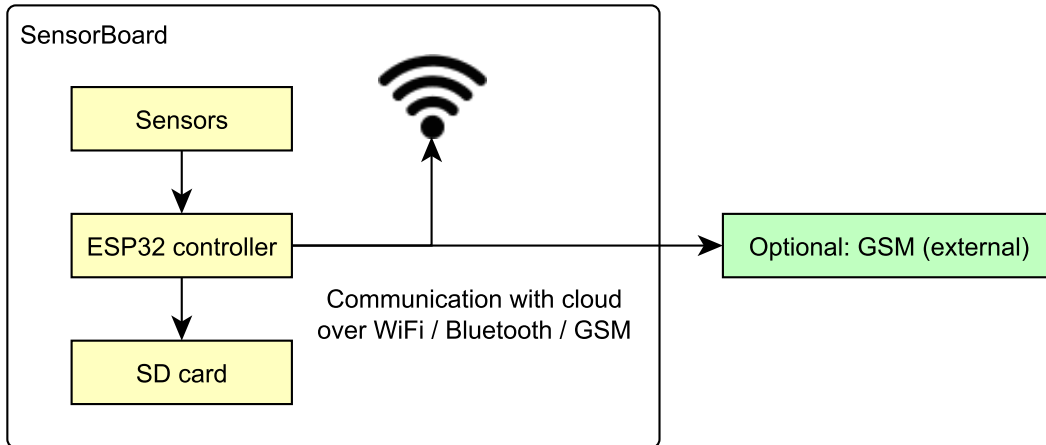 SensorBoard
Sensors
ESP32 controller
Optional: GSM (external)
Communication with cloud
over WiFi / Bluetooth / GSM
SD card